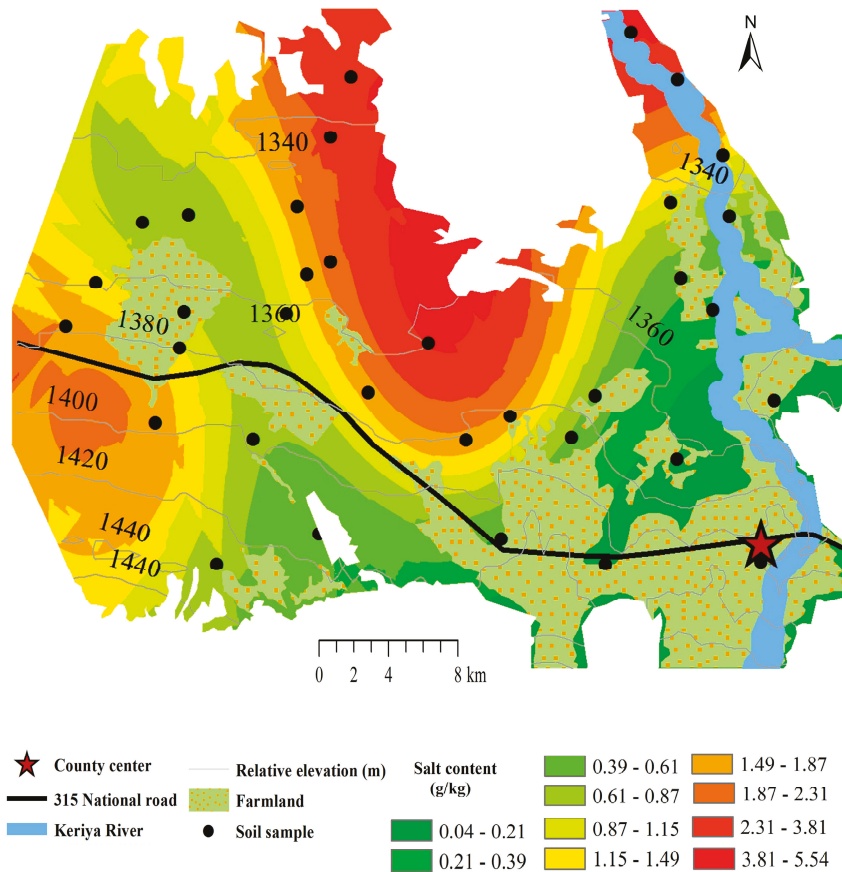 N
1340
1340
1360
1360
1380
1400
1420
1440
1440
0 2 4 8 km
County center
315 National road
Keriya River
Relative elevation (m)
Farmland
Soil sample
Salt content
(g/kg)
0.04 - 0.21
0.21 - 0.39
0.39 - 0.61
0.61 - 0.87
0.87 - 1.15
1.15 - 1.49
1.49 - 1.87
1.87 - 2.31
2.31 - 3.81
3.81 - 5.54